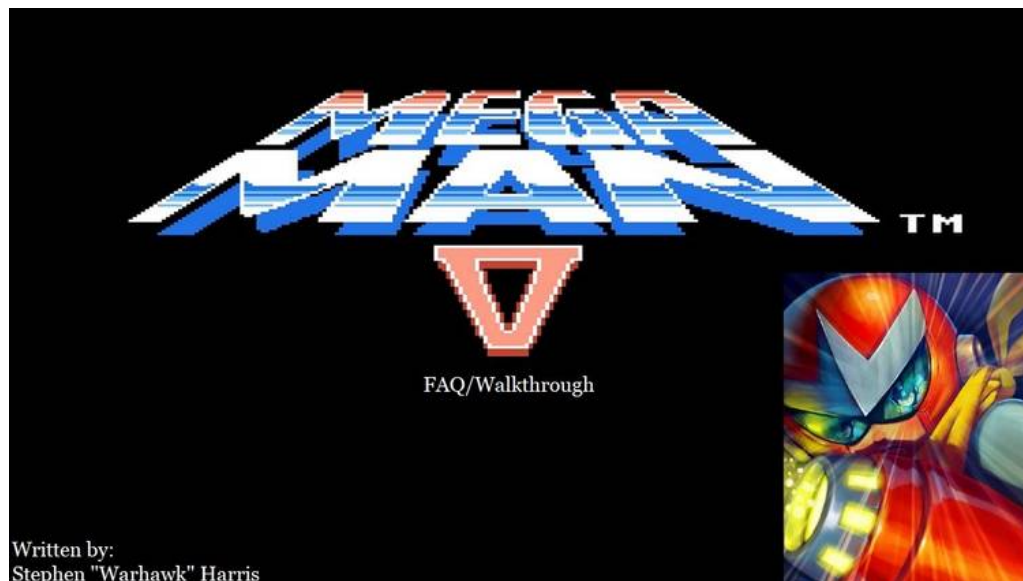 MEGA
MAN
TM
V
FAQ/Walkthrough
Written by:
Stephen "Warhawk" Harris